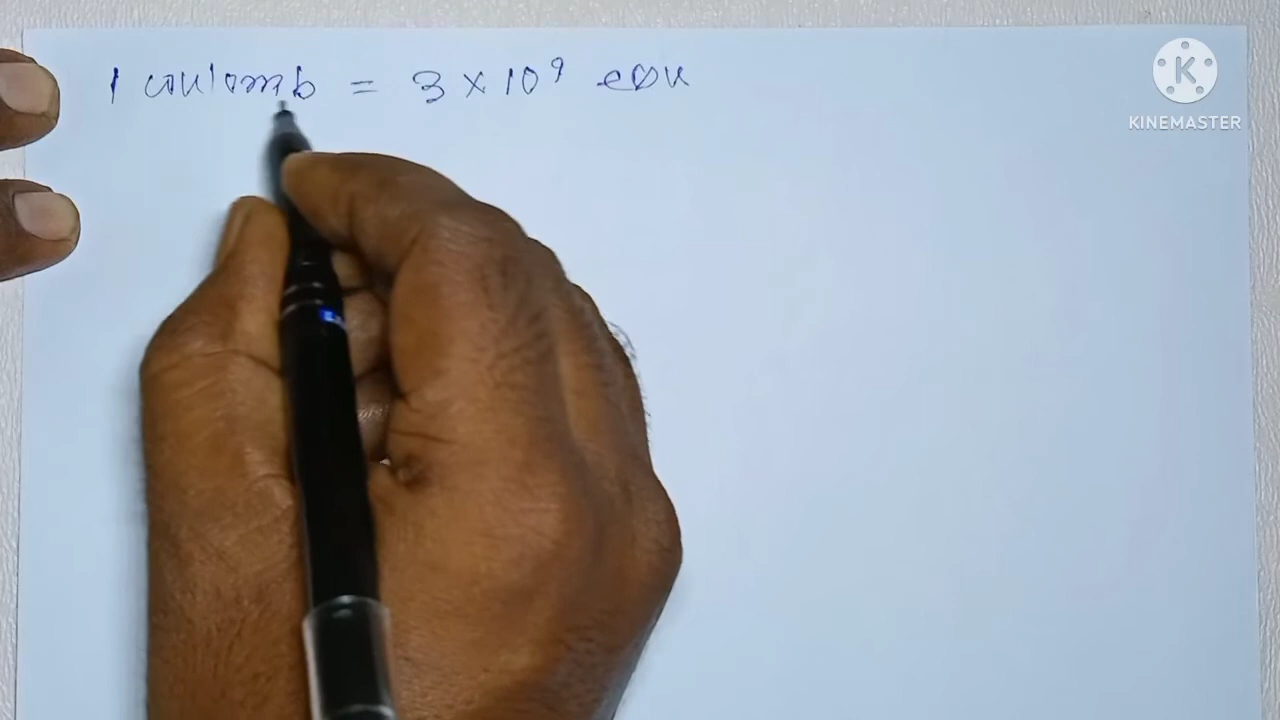 1 coulomb = 3 × 10⁹ esu
KINEMASTER